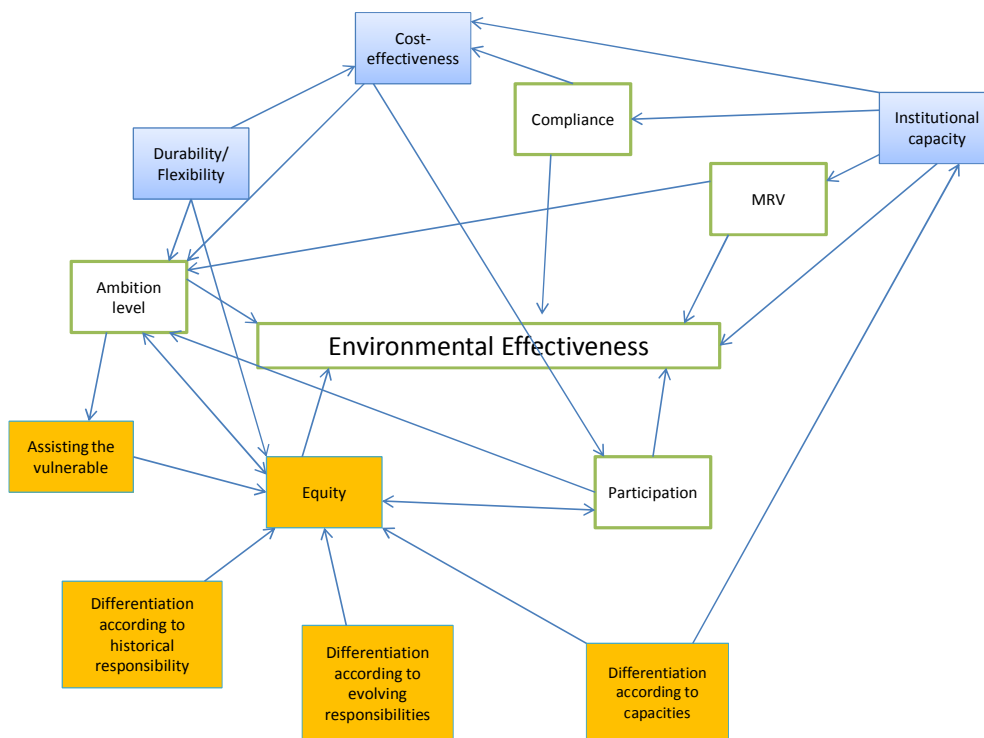 Cost-
effectiveness
Compliance
Institutional
capacity
Durability/
Flexibility
MRV
Ambition
level
Environmental Effectiveness
Assisting the
vulnerable
Equity
Participation
Differentiation
according to
historical
responsibility
Differentiation
according to
evolving
responsibilities
Differentiation
according to
capacities